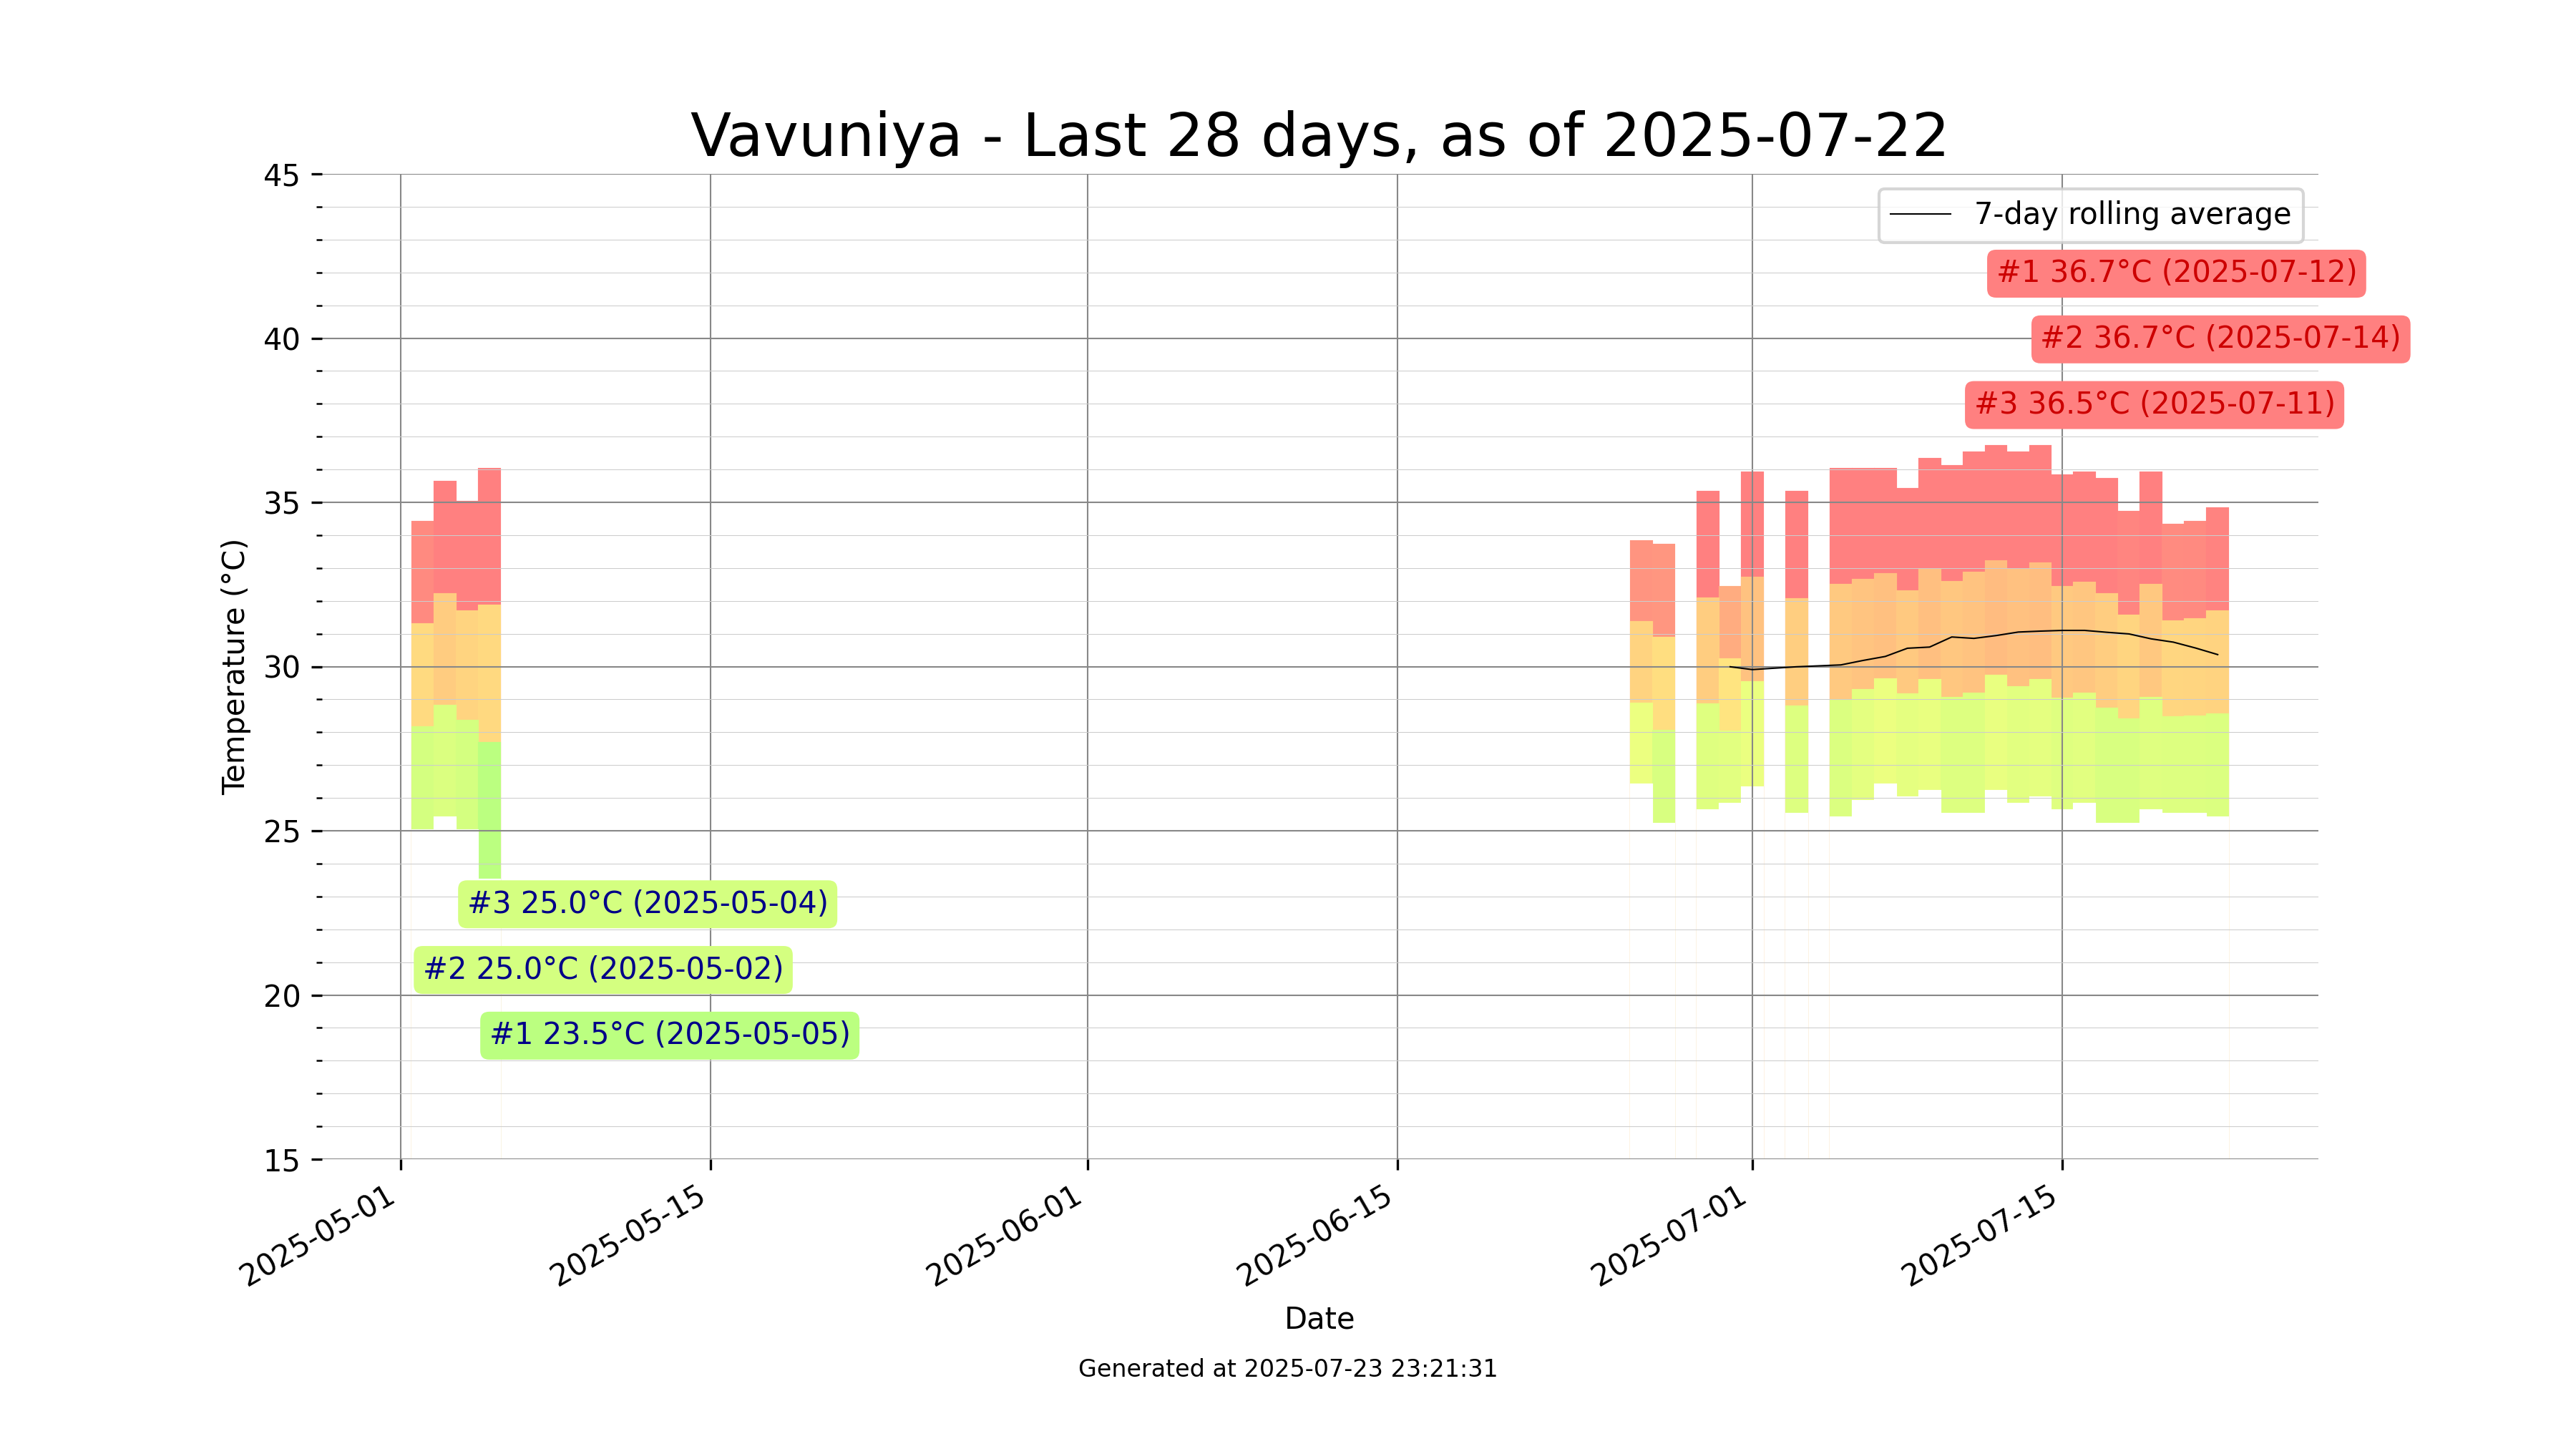 Vavuniya - Last 28 days, as of 2025-07-22
7-day rolling average
#1 36.7°C (2025-07-12)
#2 36.7°C (2025-07-14)
#3 36.5°C (2025-07-11)
45
40
35
30
25
20
15
Temperature (°C)
#3 25.0°C (2025-05-04)
#2 25.0°C (2025-05-02)
#1 23.5°C (2025-05-05)
2025-05-01
2025-05-15
2025-06-01
2025-06-15
2025-07-01
2025-07-15
Date
Generated at 2025-07-23 23:21:31